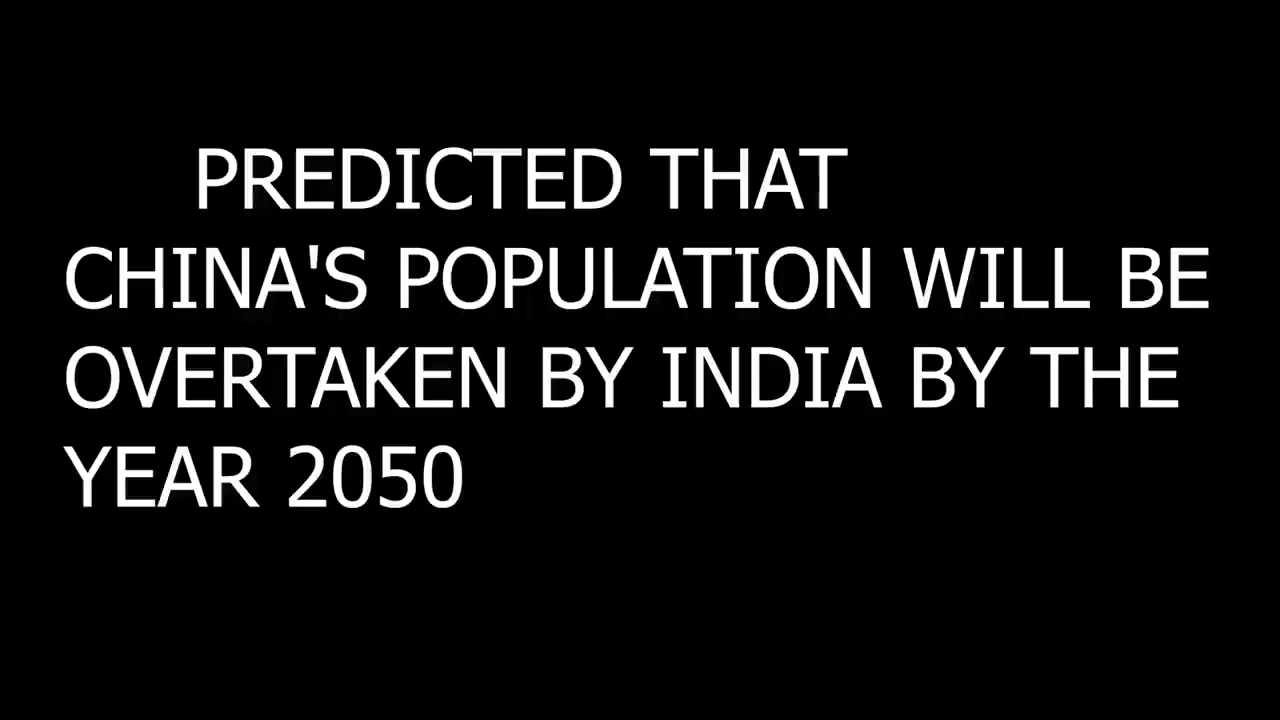 PREDICTED THAT
CHINA'S POPULATION WILL BE
OVERTAKEN BY INDIA BY THE
YEAR 2050